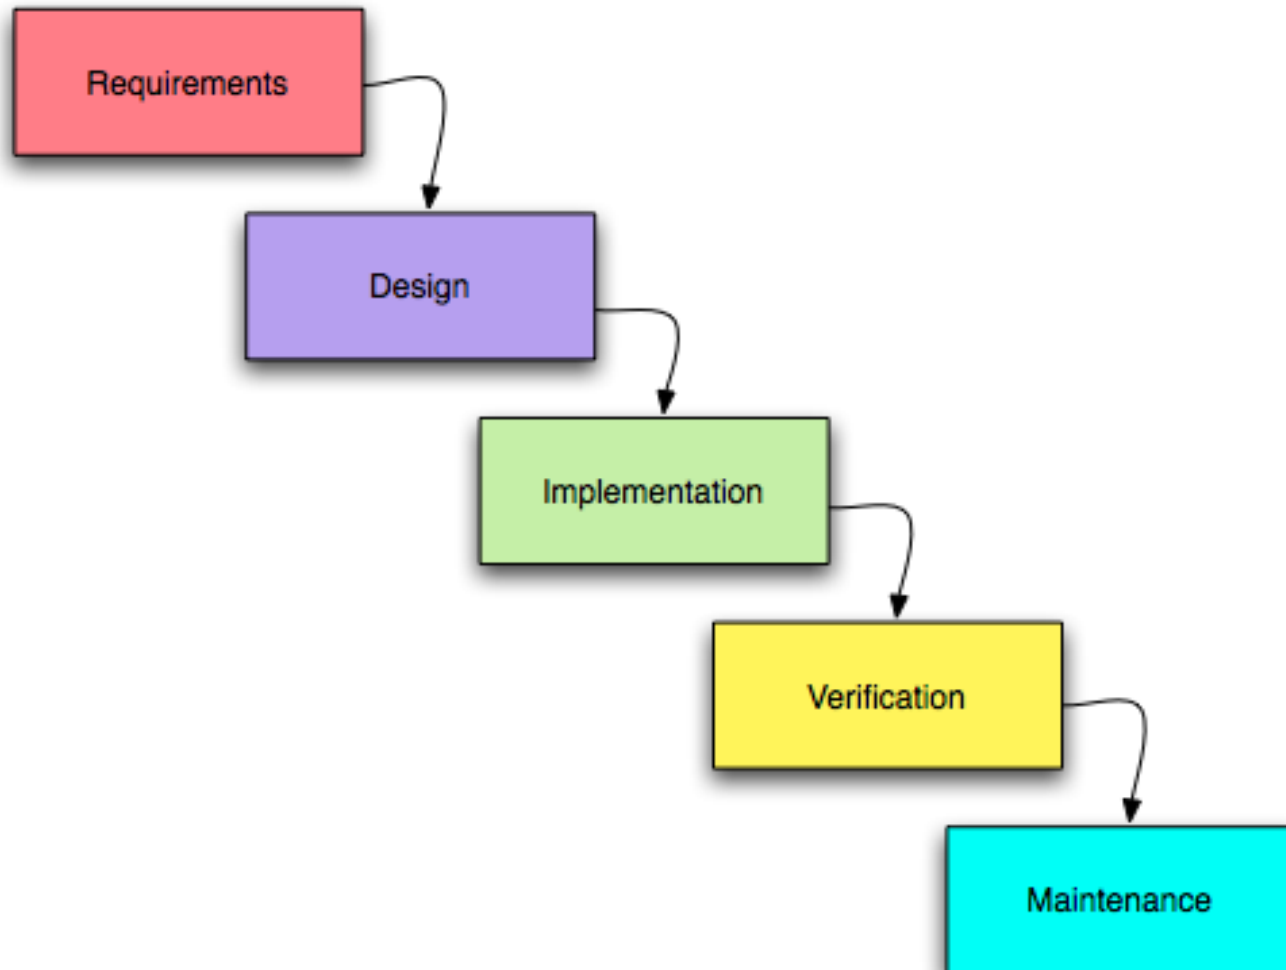 Requirements
Design
Implementation
Verification
Maintenance